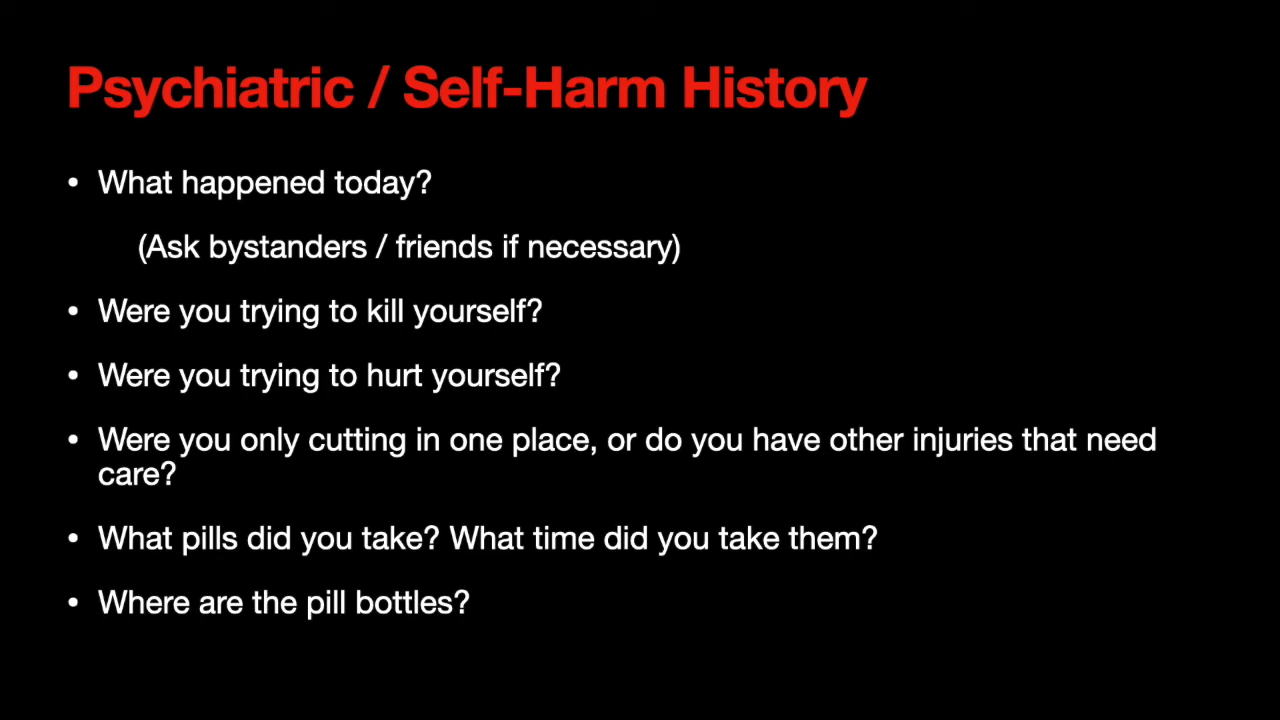 Psychiatric / Self-Harm History
• What happened today?
(Ask bystanders / friends if necessary)
• Were you trying to kill yourself?
• Were you trying to hurt yourself?
• Were you only cutting in one place, or do you have other injuries that need
care?
• What pills did you take? What time did you take them?
• Where are the pill bottles?